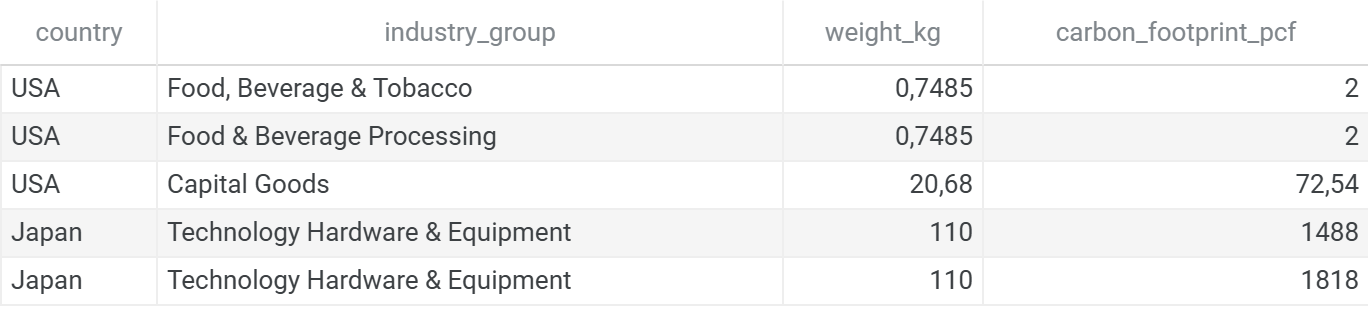 country industry_group weight_kg carbon_footprint_pcf
USA Food, Beverage & Tobacco 0,7485 2
USA Food & Beverage Processing 0,7485 2
USA Capital Goods 20,68 72,54
Japan Technology Hardware & Equipment 110 1488
Japan Technology Hardware & Equipment 110 1818